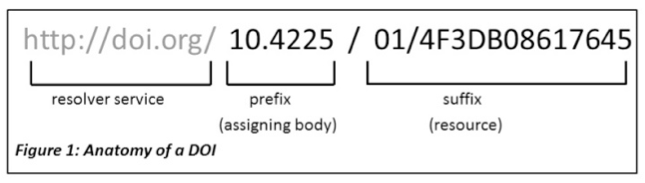 http://doi.org/ 10.4225 / 01/4F3DB08617645
resolver service prefix suffix
(assigning body) (resource)
Figure 1: Anatomy of a DOI